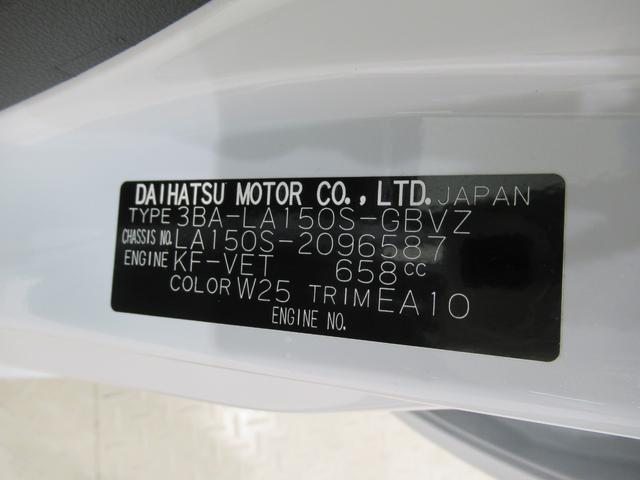 DAIHATSU MOTOR CO., LTD. JAPAN
TYPE 3BA-LA150S-GBVZ
CHASSIS NO. LA150S-2096587
ENGINE KF-VET 658cc
COLOR W25 TRIM EA10
ENGINE NO.